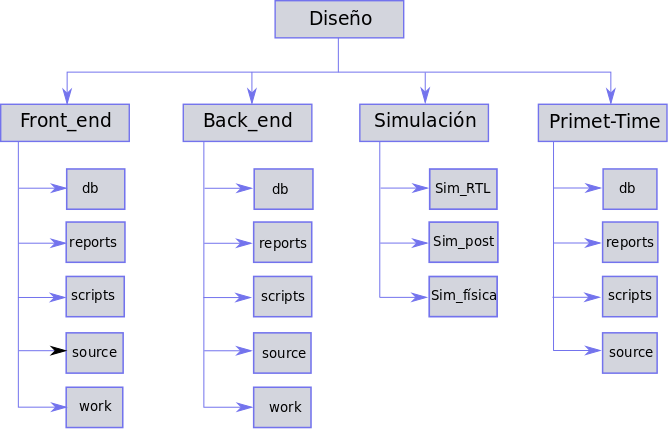 Diseño
Front_end
Back_end
Simulación
Primet-Time
db
db
Sim_RTL
db
reports
reports
Sim_post
reports
scripts
scripts
Sim_física
scripts
source
source
source
work
work